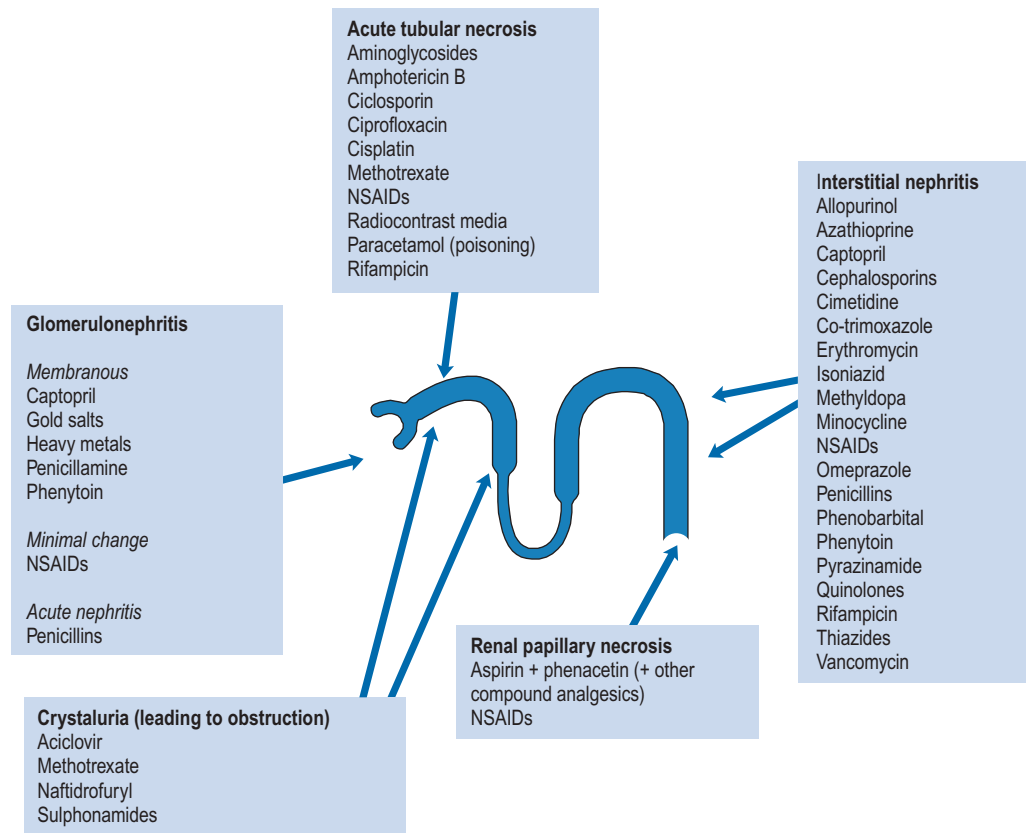 Acute tubular necrosis
Aminoglycosides
Amphotericin B
Ciclosporin
Ciprofloxacin
Cisplatin
Methotrexate
NSAIDs
Radiocontrast media
Paracetamol (poisoning)
Rifampicin
Interstitial nephritis
Allopurinol
Azathioprine
Captopril
Cephalosporins
Cimetidine
Co-trimoxazole
Erythromycin
Isoniazid
Methyldopa
Minocycline
NSAIDs
Omeprazole
Penicillins
Phenobarbital
Phenytoin
Pyrazinamide
Quinolones
Rifampicin
Thiazides
Vancomycin
Glomerulonephritis
Membranous
Captopril
Gold salts
Heavy metals
Penicillamine
Phenytoin
Minimal change
NSAIDs
Acute nephritis
Penicillins
Renal papillary necrosis
Aspirin + phenacetin (+ other
compound analgesics)
NSAIDs
Crystaluria (leading to obstruction)
Aciclovir
Methotrexate
Naftidrofuryl
Sulphonamides